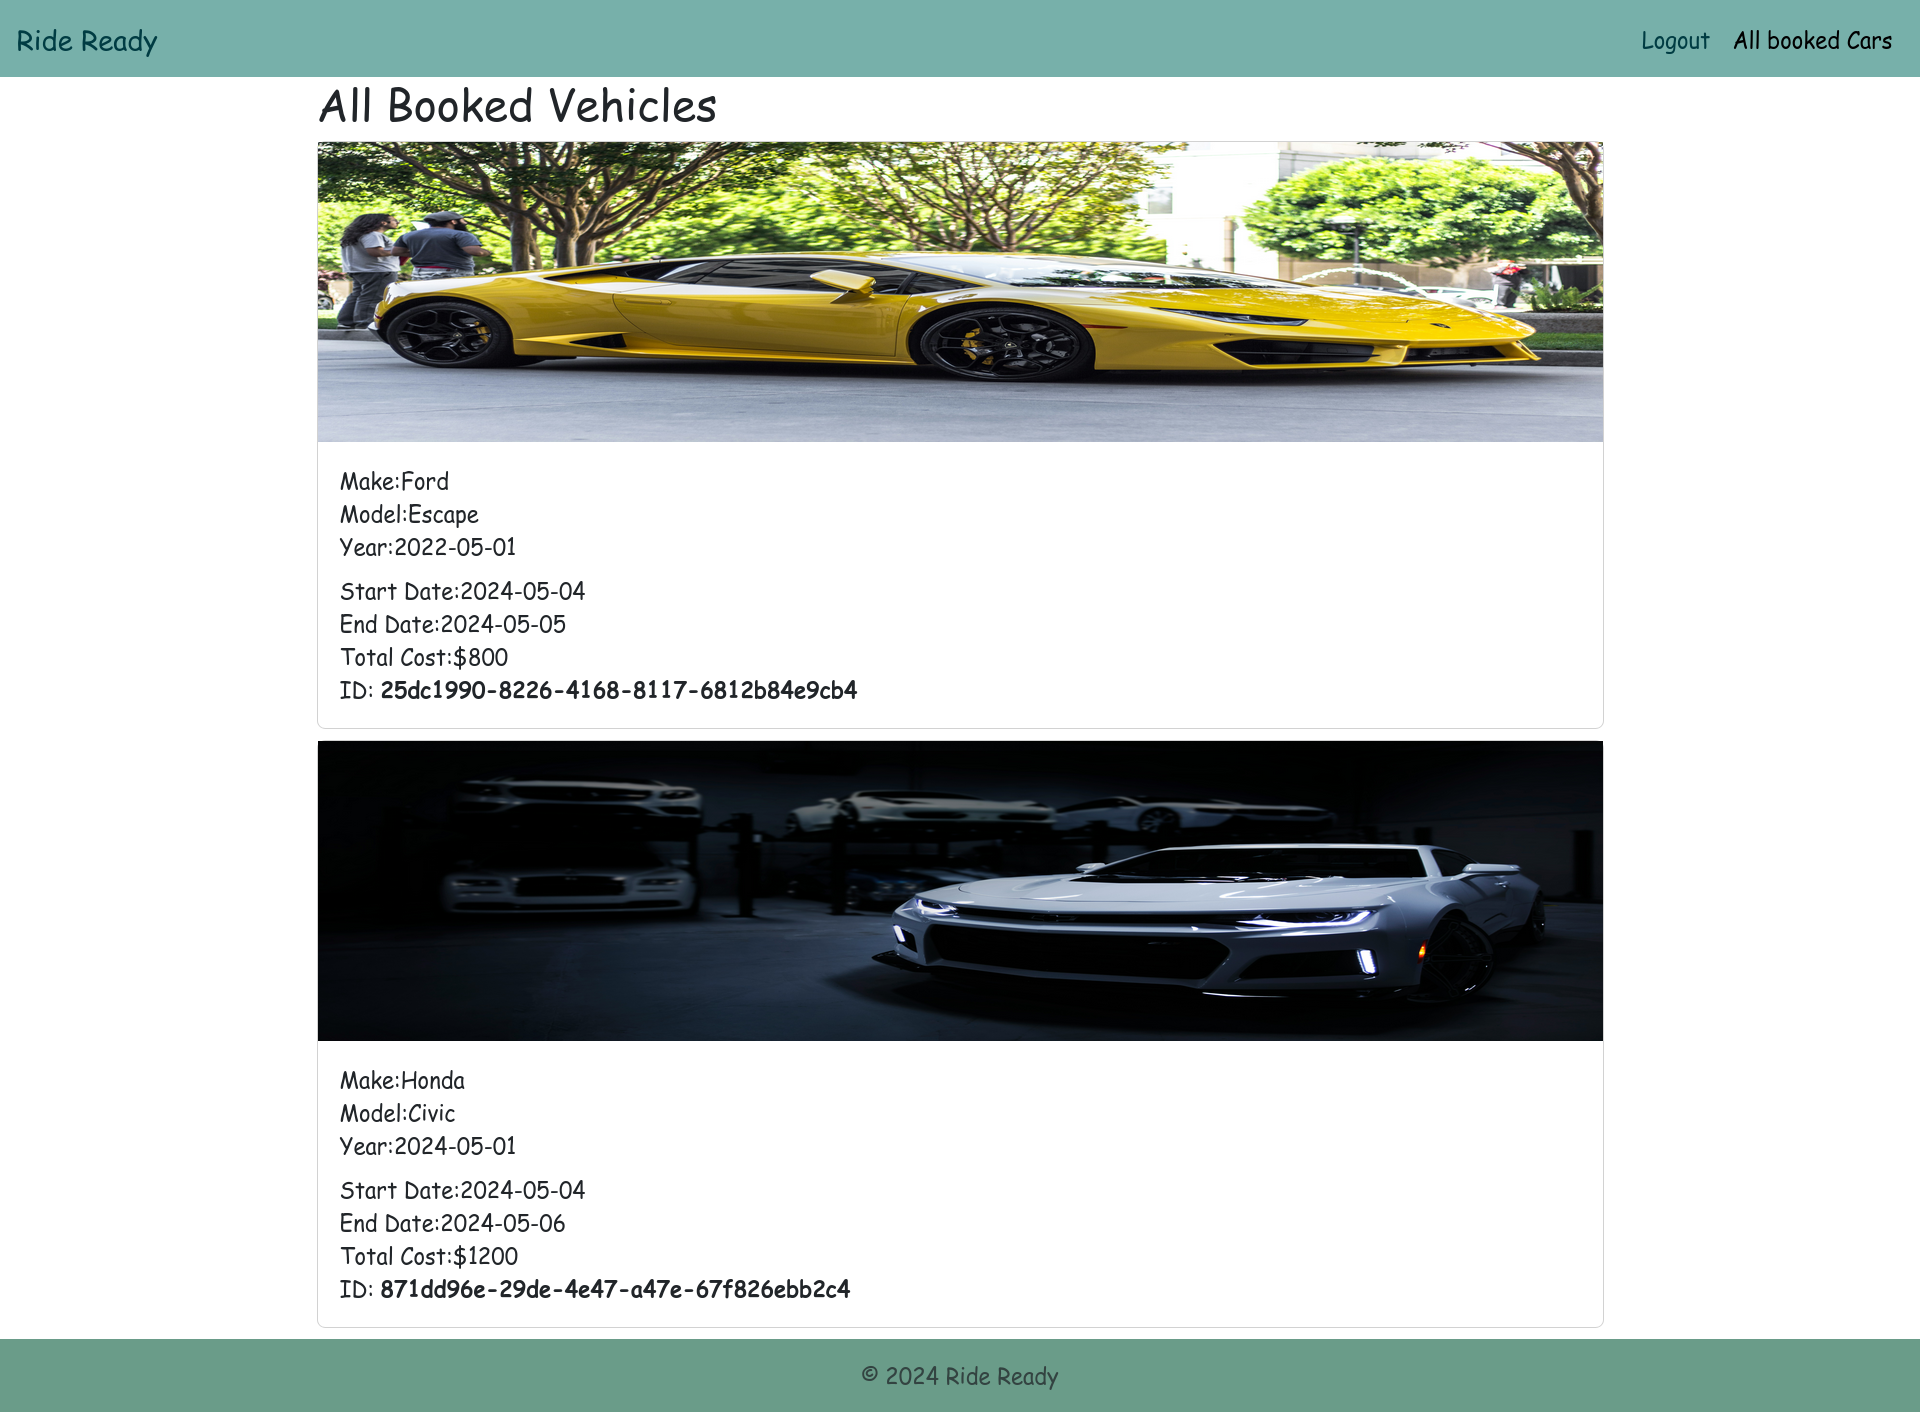 Ride Ready
Logout All booked Cars
All Booked Vehicles
Make:Ford
Model:Escape
Year:2022-05-01
Start Date:2024-05-04
End Date:2024-05-05
Total Cost:$800
ID: 25dc1990-8226-4168-8117-6812b84e9cb4
Make:Honda
Model:Civic
Year:2024-05-01
Start Date:2024-05-04
End Date:2024-05-06
Total Cost:$1200
ID: 871dd96e-29de-4e47-a47e-67f826ebb2c4
© 2024 Ride Ready